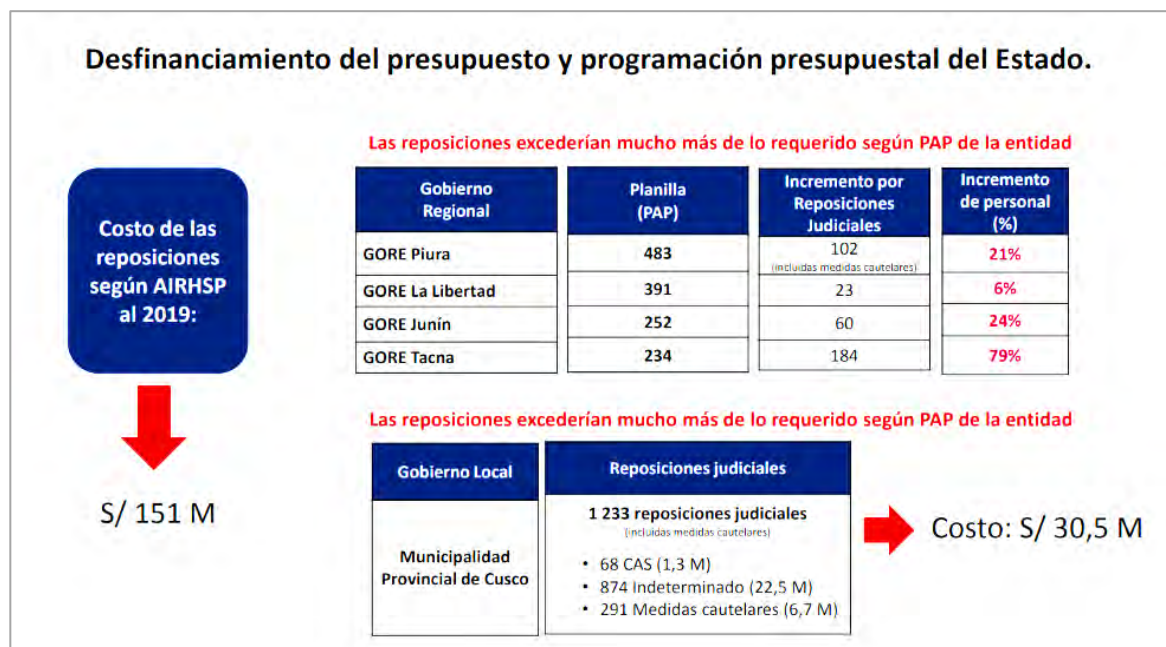 Desfinanciamiento del presupuesto y programación presupuestal del Estado.
Costo de las
reposiciones
según AIRHSP
al 2019:
S/ 151 M
Las reposiciones excederían mucho más de lo requerido según PAP de la entidad
Gobierno
Regional
Planilla
(PAP)
Incremento por
Reposiciones
Judiciales
Incremento
de personal
(%)
GORE Piura
483
102
(incluidas medidas cautelares)
21%
GORE La Libertad
391
23
6%
GORE Junín
252
60
24%
GORE Tacna
234
184
79%
Las reposiciones excederían mucho más de lo requerido según PAP de la entidad
Gobierno Local
Reposiciones judiciales
Municipalidad
Provincial de Cusco
1 233 reposiciones judiciales
(incluidas medidas cautelares)
• 68 CAS (1,3 M)
• 874 Indeterminado (22,5 M)
• 291 Medidas cautelares (6,7 M)
Costo: S/ 30,5 M